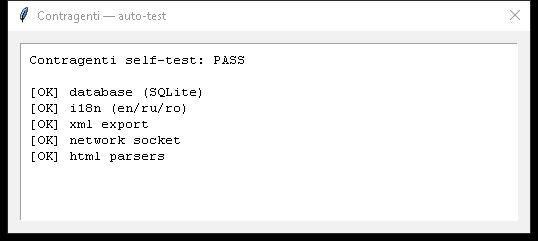 Contragenti — auto-test
Contragenti self-test: PASS
[OK] database (SQLite)
[OK] i18n (en/ru/ro)
[OK] xml export
[OK] network socket
[OK] html parsers